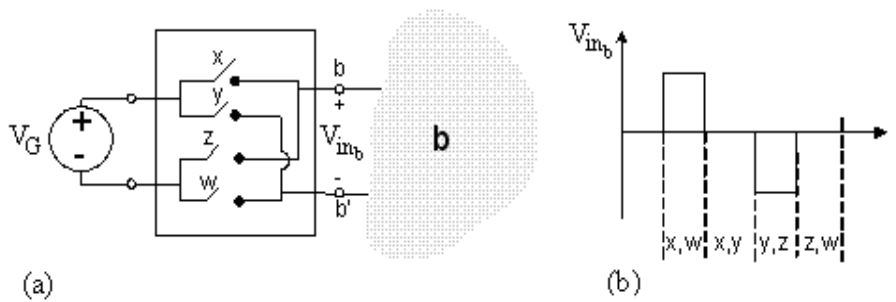 V_G
+
-
x
y
z
w
b
+
V_in_b
-
b'
b
(a)
V_in_b
x,w x,y y,z z,w
(b)